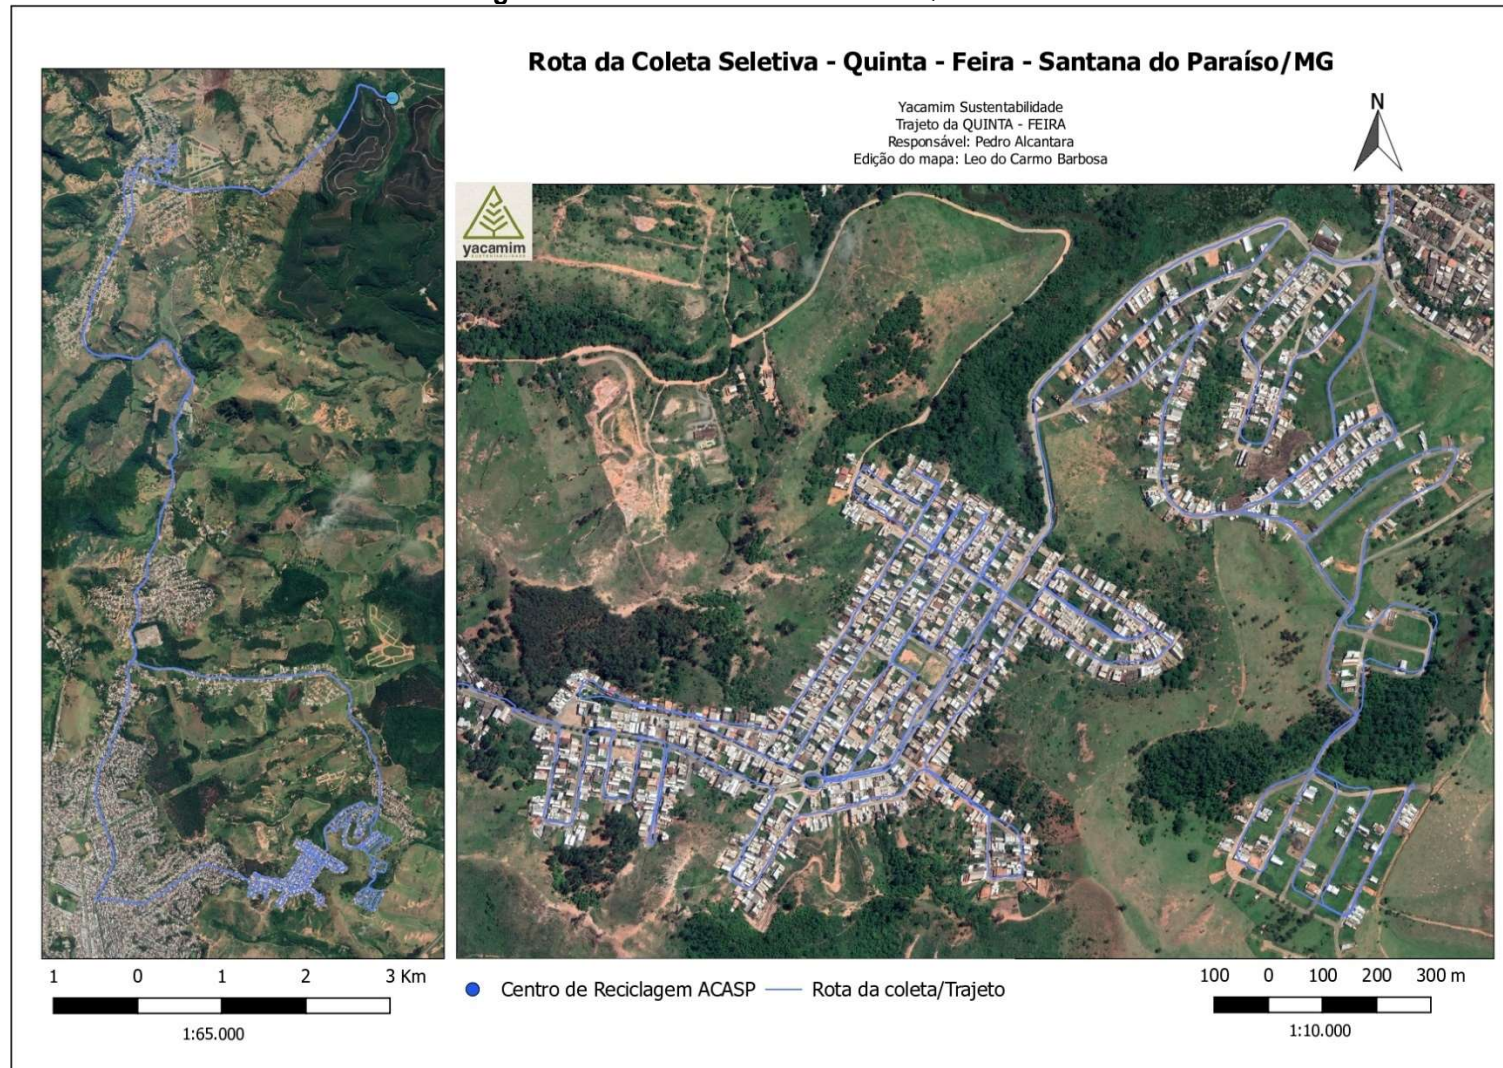 Rota da Coleta Seletiva - Quinta - Feira - Santana do Paraíso/MG
Yacamim Sustentabilidade
Trajeto da QUINTA - FEIRA
Responsável: Pedro Alcantara
Edição do mapa: Leo do Carmo Barbosa
N
yacamim
SUSTENTABILIDADE
1 0 1 2 3 Km
1:65.000
Centro de Reciclagem ACASP
Rota da coleta/Trajeto
100 0 100 200 300 m
1:10.000